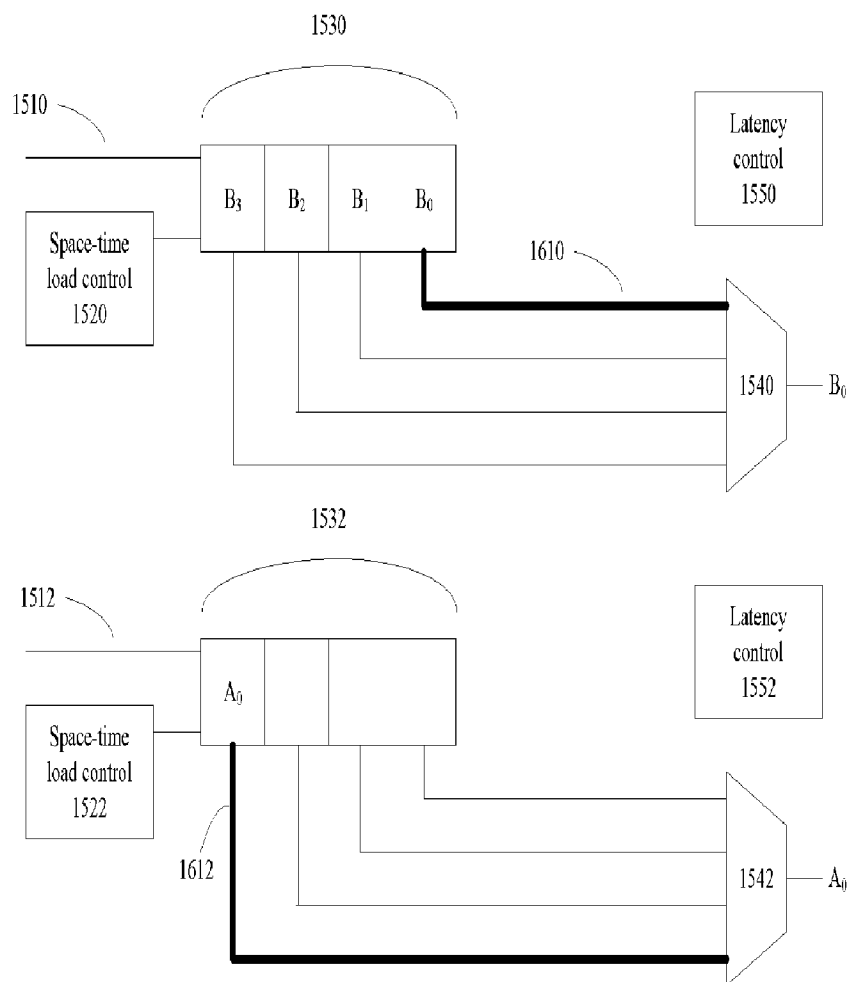 1530
1510
Latency
control
1550
B₃ B₂ B₁ B₀
Space-time
load control
1520
1610
1540
B₀
1532
1512
Latency
control
1552
A₀
Space-time
load control
1522
1612
1542
A₀